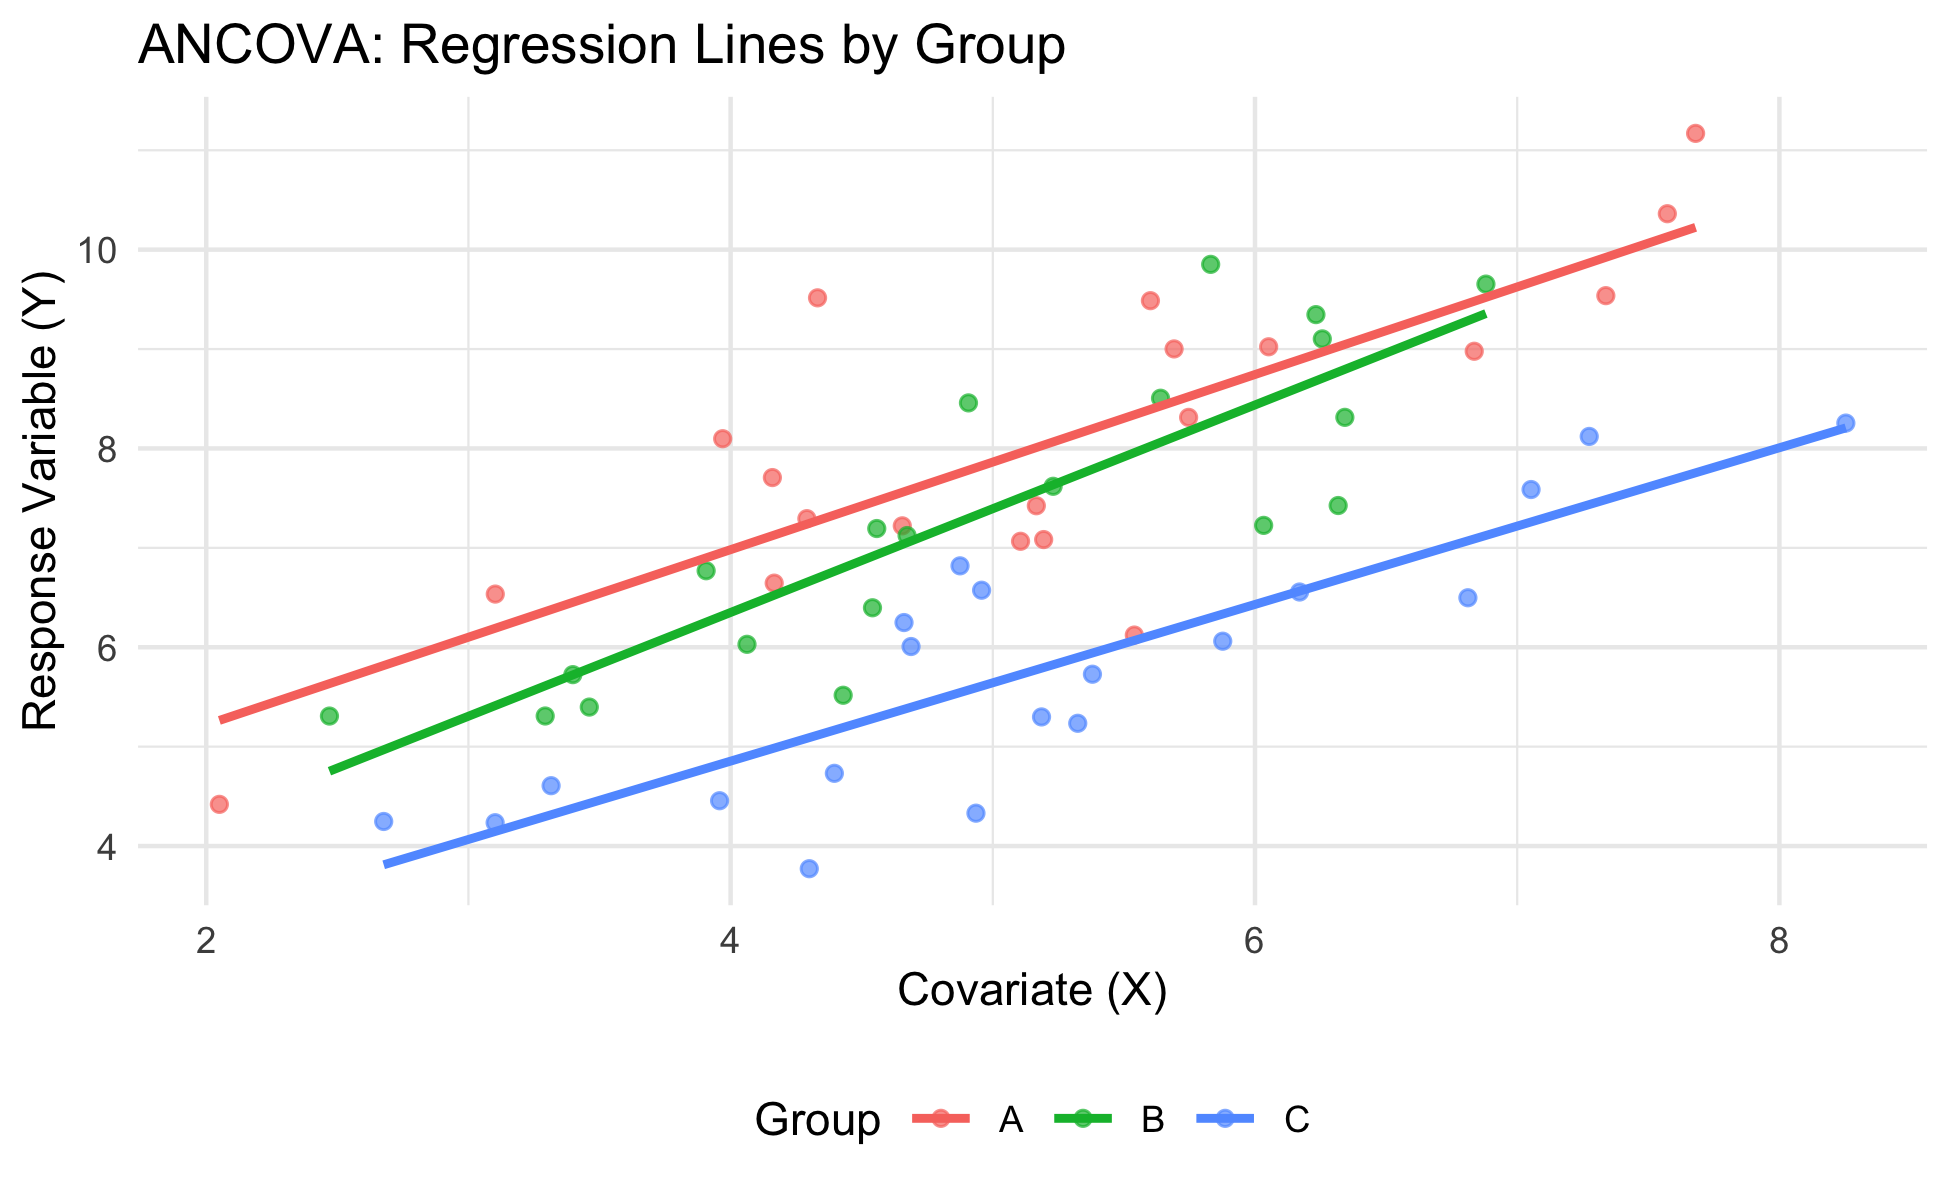 ANCOVA: Regression Lines by Group
Response Variable (Y)
10
8
6
4
2 4 6 8
Covariate (X)
Group A B C